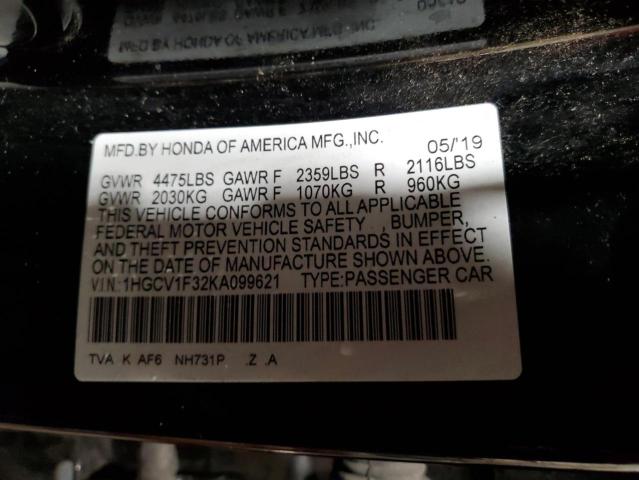 MFD.BY HONDA OF AMERICA MFG.,INC. 05/'19
GVWR 4475LBS GAWR F 2359LBS R 2116LBS
GVWR 2030KG GAWR F 1070KG R 960KG
THIS VEHICLE CONFORMS TO ALL APPLICABLE
FEDERAL MOTOR VEHICLE SAFETY , BUMPER,
AND THEFT PREVENTION STANDARDS IN EFFECT
ON THE DATE OF MANUFACTURE SHOWN ABOVE.
V.I.N.:1HGCV1F32KA099621 TYPE:PASSENGER CAR
TVA K AF6 NH731P .Z .A